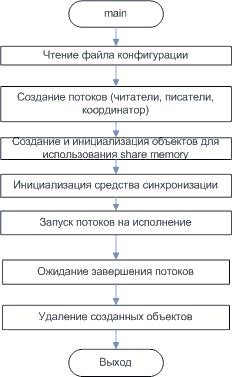 main
Чтение файла конфигурации
Создание потоков (читатели, писатели,
координатор)
Создание и инициализация объектов для
использования share memory
Инициализация средства синхронизации
Запуск потоков на исполнение
Ожидание завершения потоков
Удаление созданных объектов
Выход